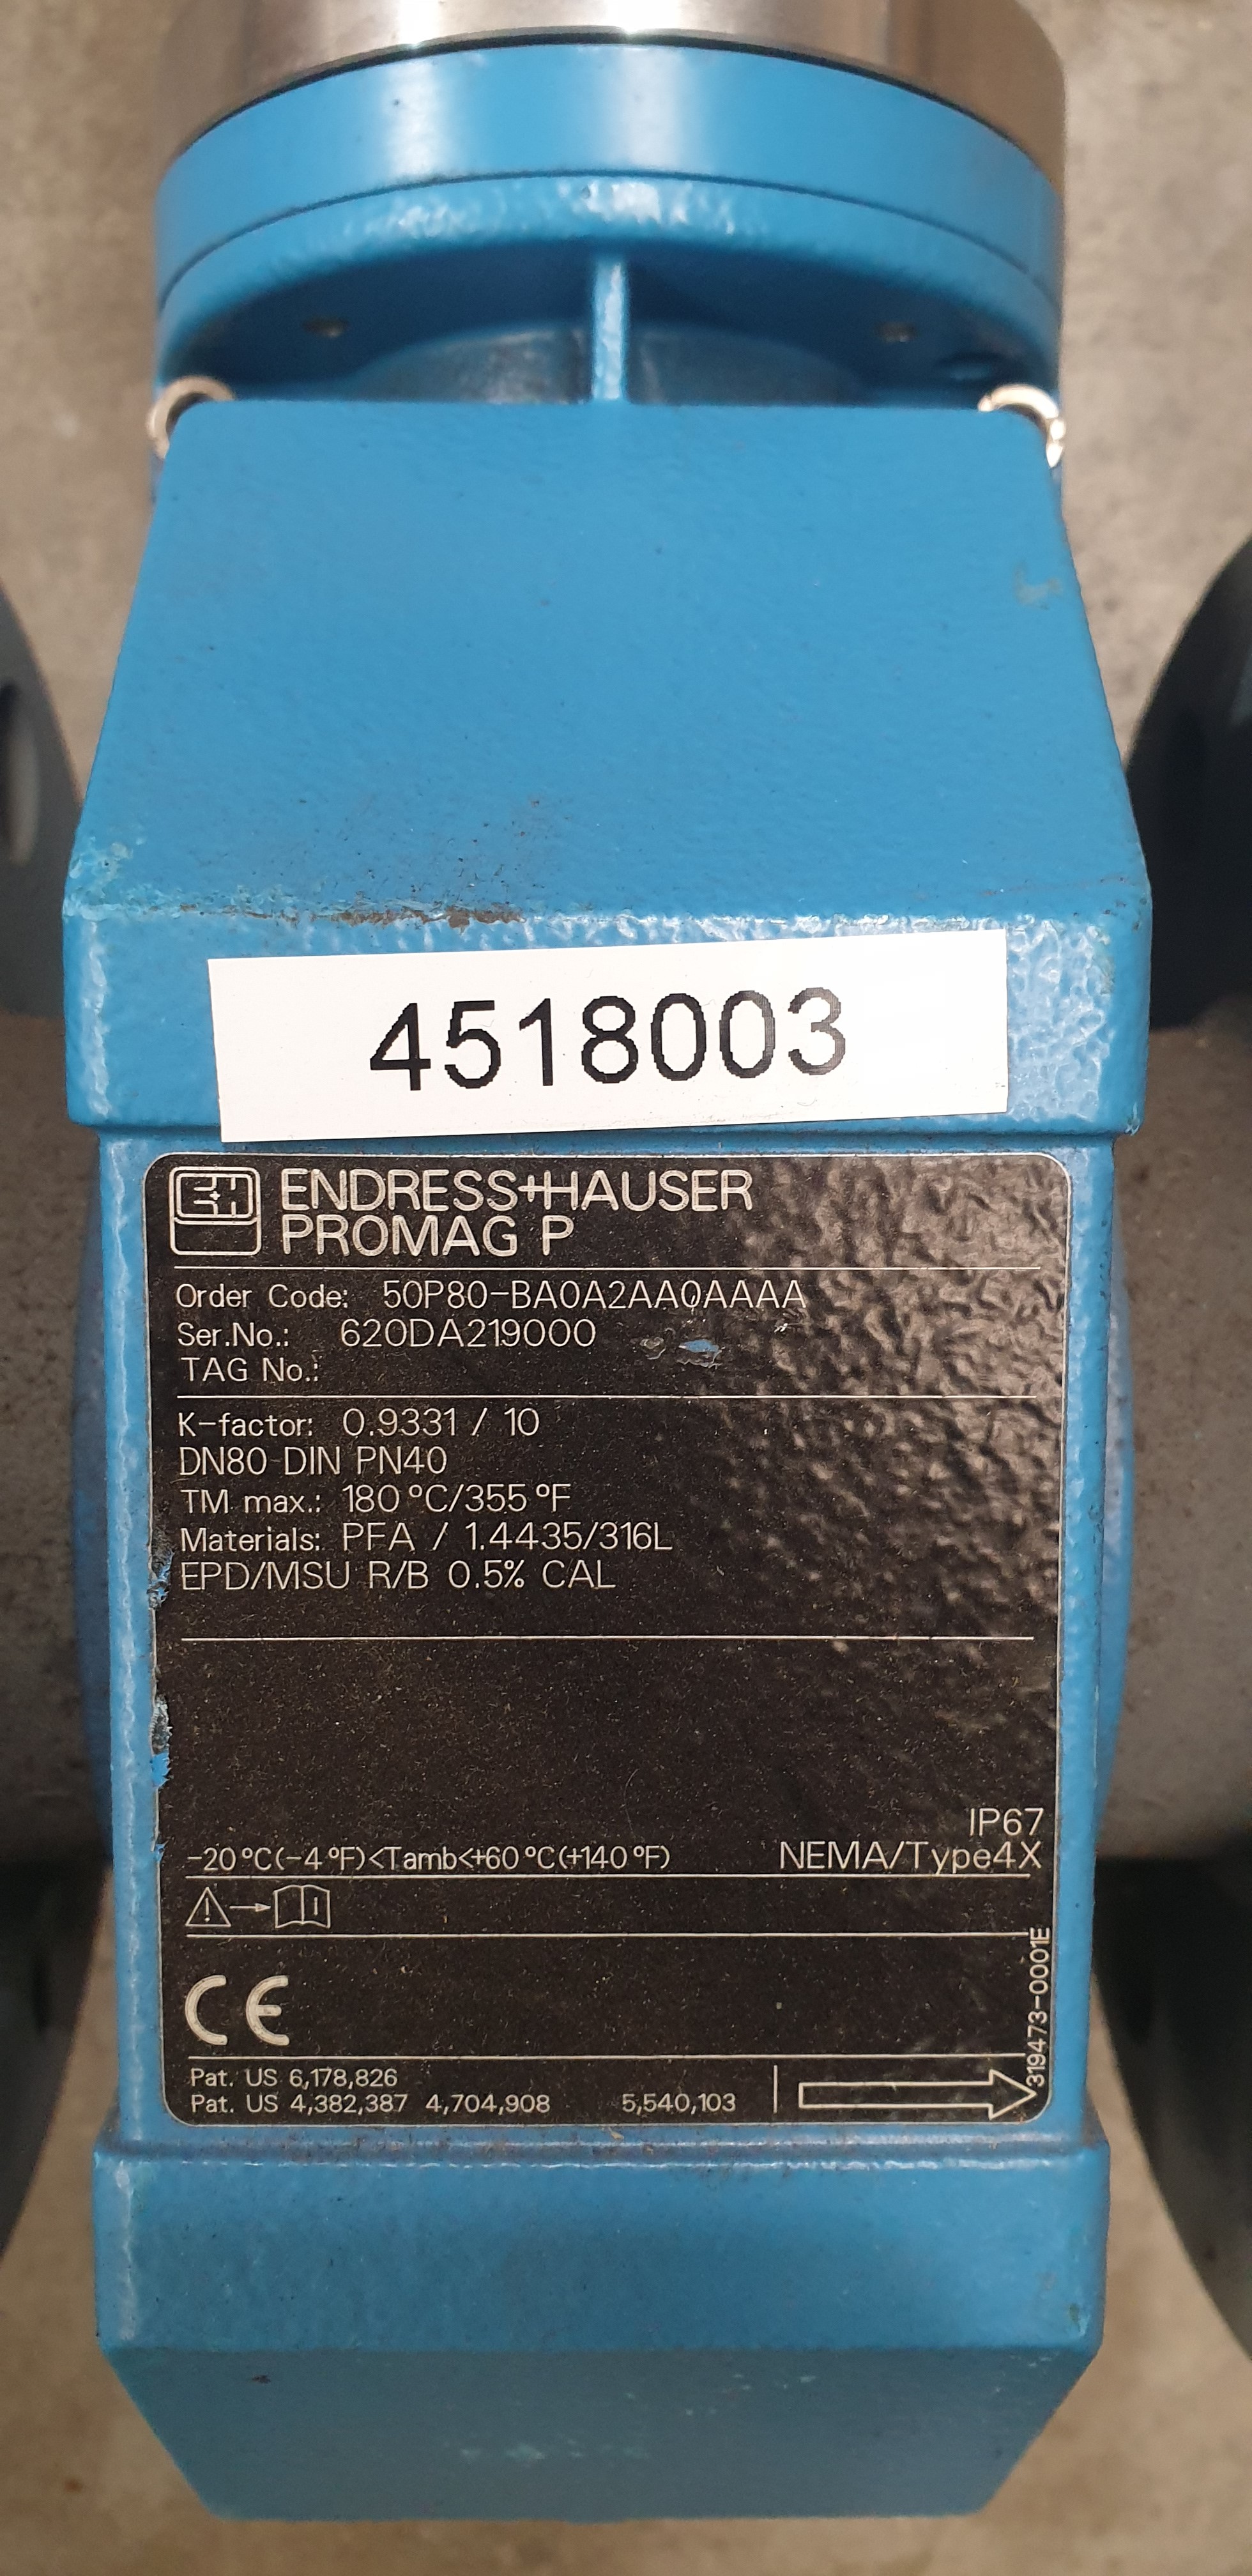 4518003
E+H
ENDRESS+HAUSER
PROMAG P
Order Code: 50P80-BA0A2AA0AAAA
Ser.No.: 620DA219000
TAG No.:
K-factor: 0.9331 / 10
DN80 DIN PN40
TM max.: 180 °C/355 °F
Materials: PFA / 1.4435/316L
EPD/MSU R/B 0.5% CAL
IP67
-20 °C(-4 °F)<Tamb<+60 °C(+140 °F) NEMA/Type4X
CE
319473-0001E
Pat. US 6,178,826
Pat. US 4,382,387 4,704,908 5,540,103